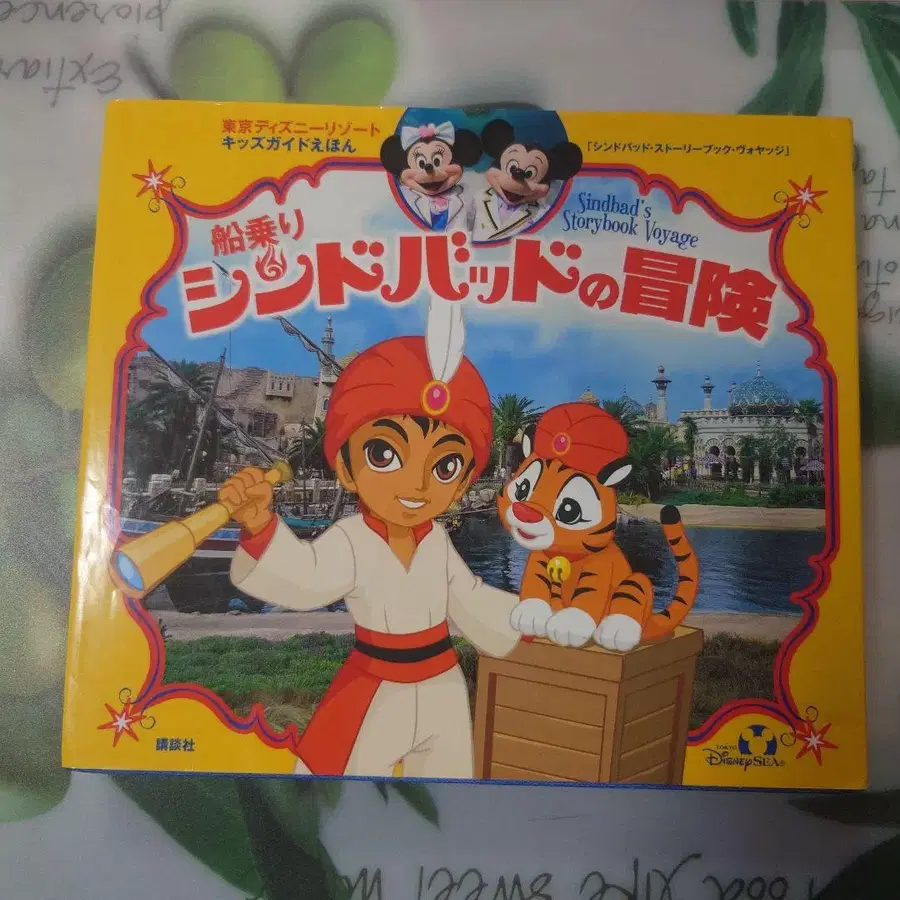 東京ディズニーリゾート
キッズガイドえほん
「シンドバッド・ストーリーブック・ヴォヤッジ」
Sindbad's
Storybook Voyage
船乗り
シンドバッドの冒険
講談社
TOKYO
DISNEYSEA®
piorence
sweet